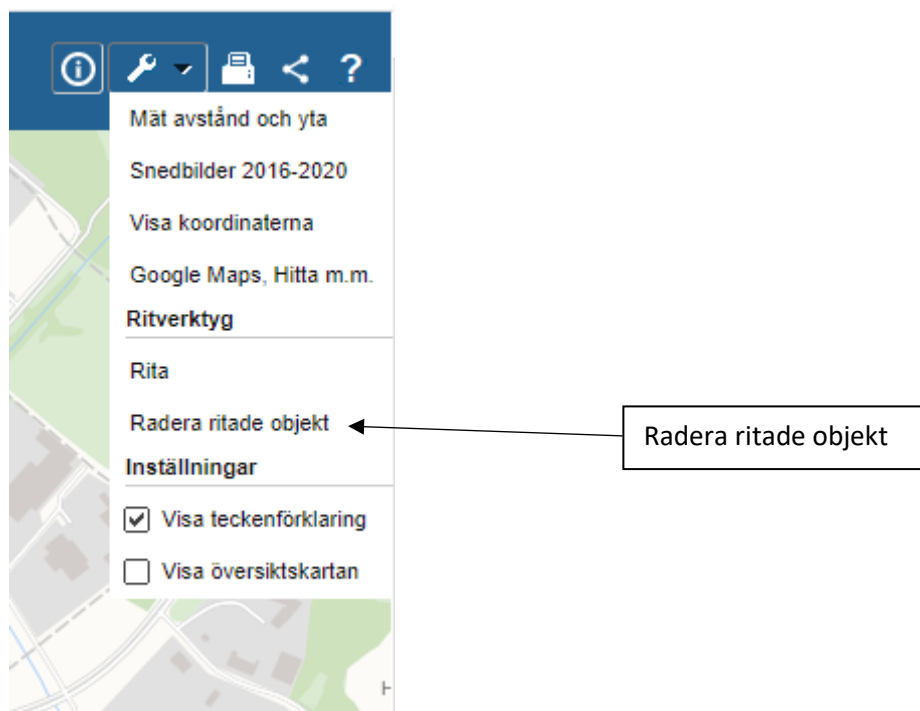 ?
Mät avstånd och yta
Snedbilder 2016-2020
Visa koordinaterna
Google Maps, Hitta m.m.
Ritverktyg
Rita
Radera ritade objekt
Radera ritade objekt
Inställningar
Visa teckenförklaring
Visa översiktskartan
H